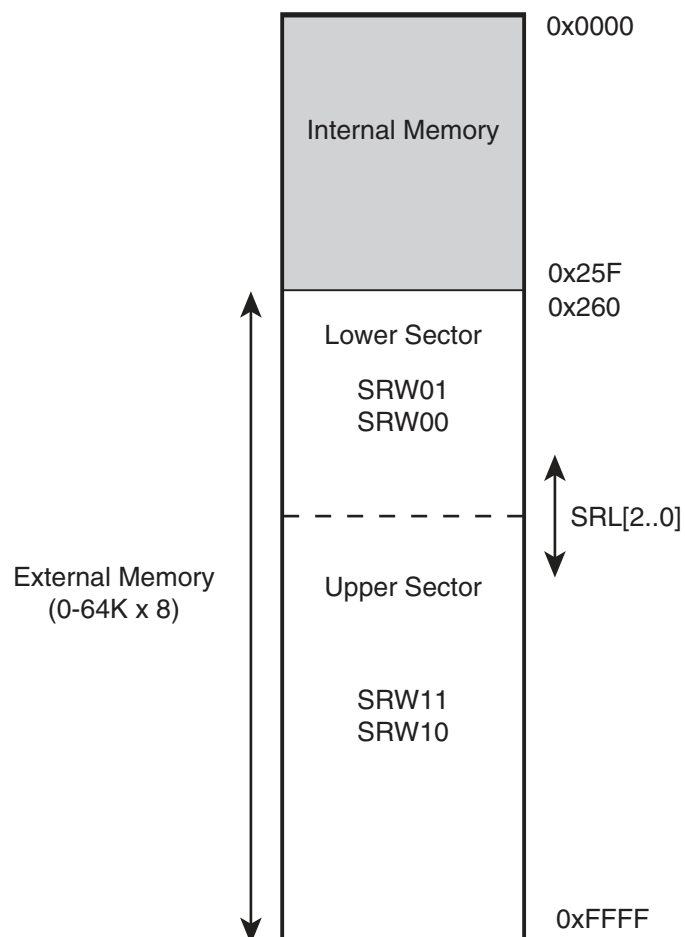 0x0000
Internal Memory
0x25F
0x260
Lower Sector
SRW01
SRW00
SRL[2..0]
External Memory
(0-64K x 8)
Upper Sector
SRW11
SRW10
0xFFFF